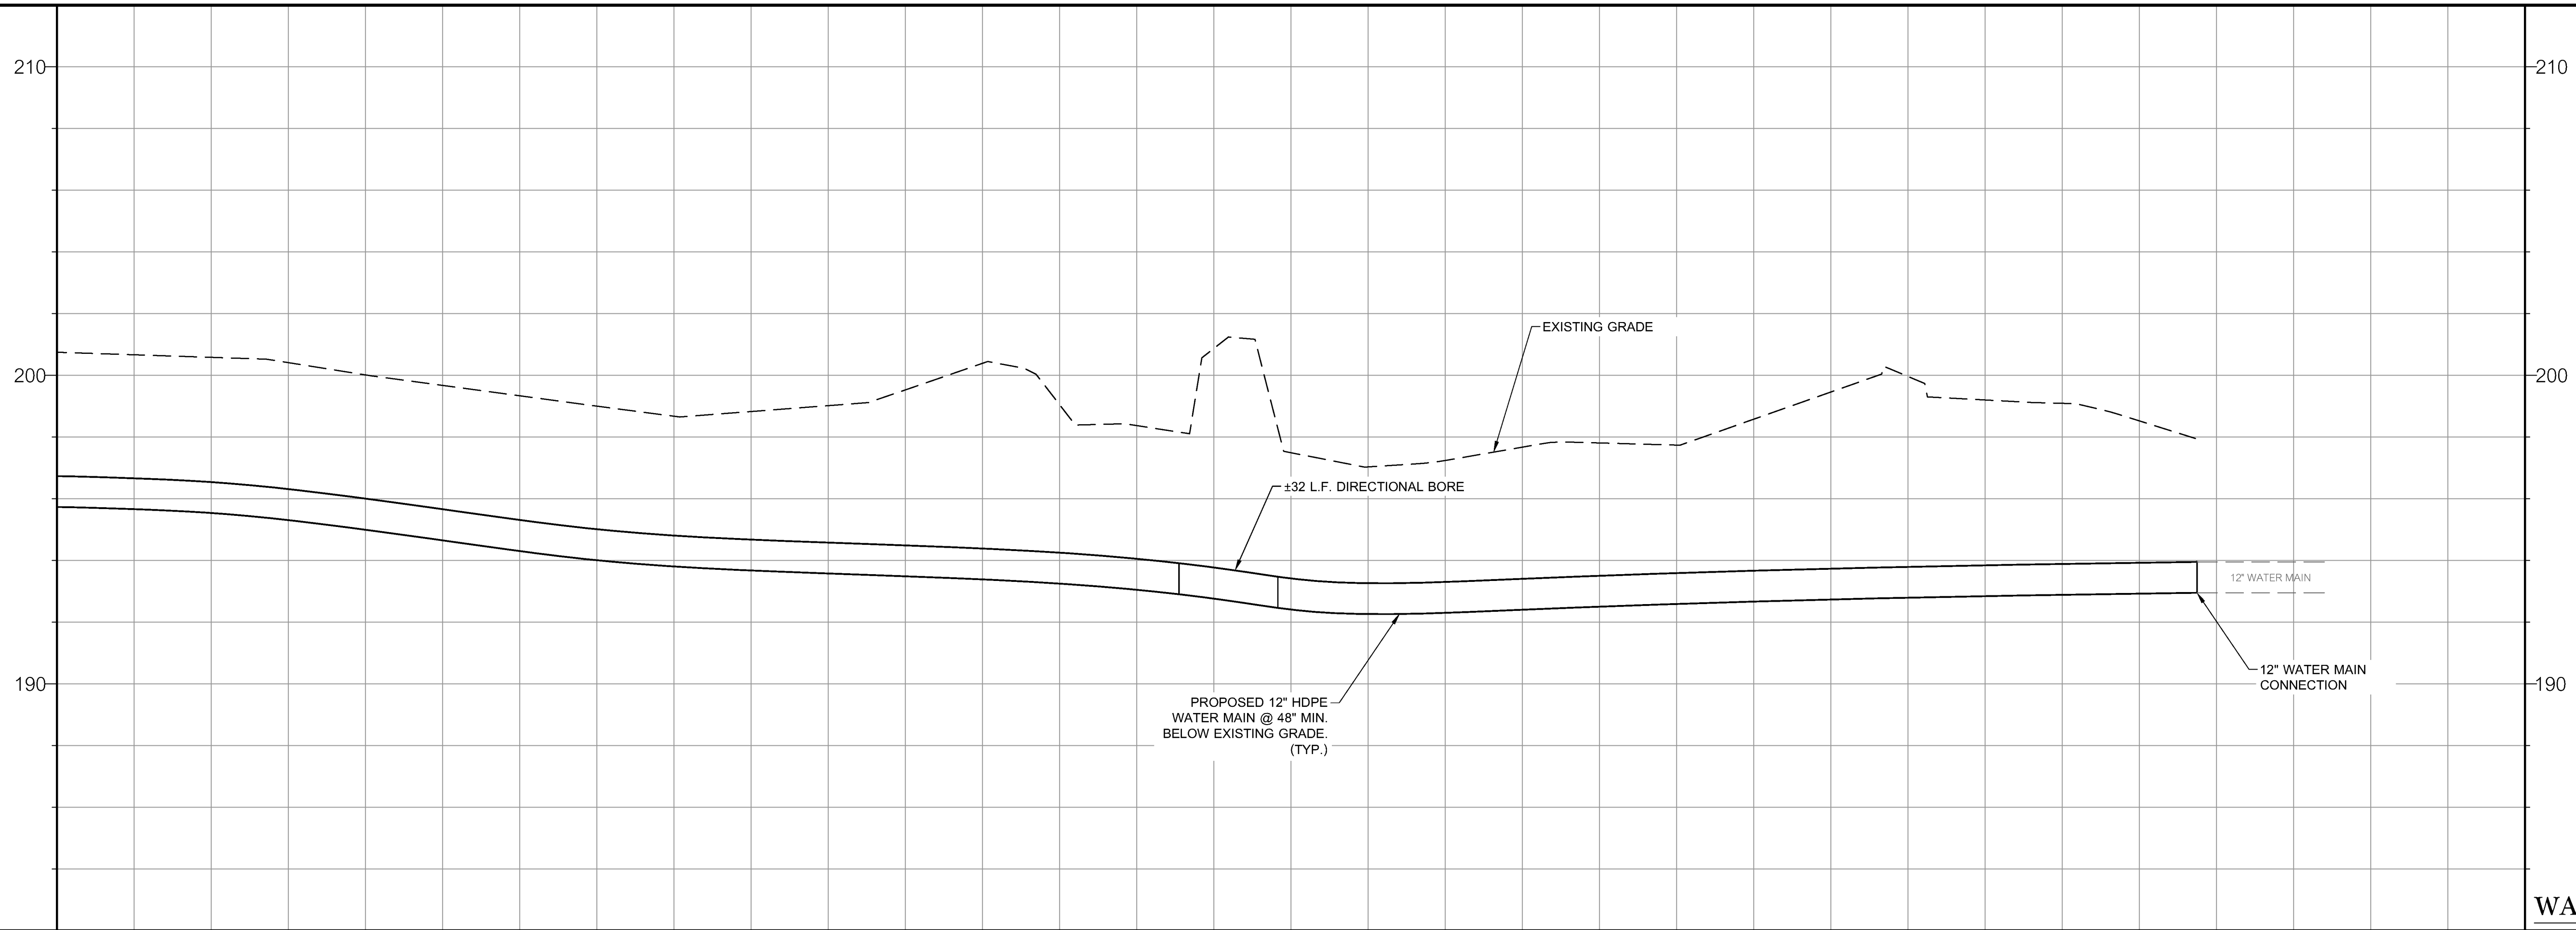 210
210
EXISTING GRADE
200
200
±32 L.F. DIRECTIONAL BORE
12" WATER MAIN
12" WATER MAIN
CONNECTION
190
190
PROPOSED 12" HDPE
WATER MAIN @ 48" MIN.
BELOW EXISTING GRADE.
(TYP.)
WA